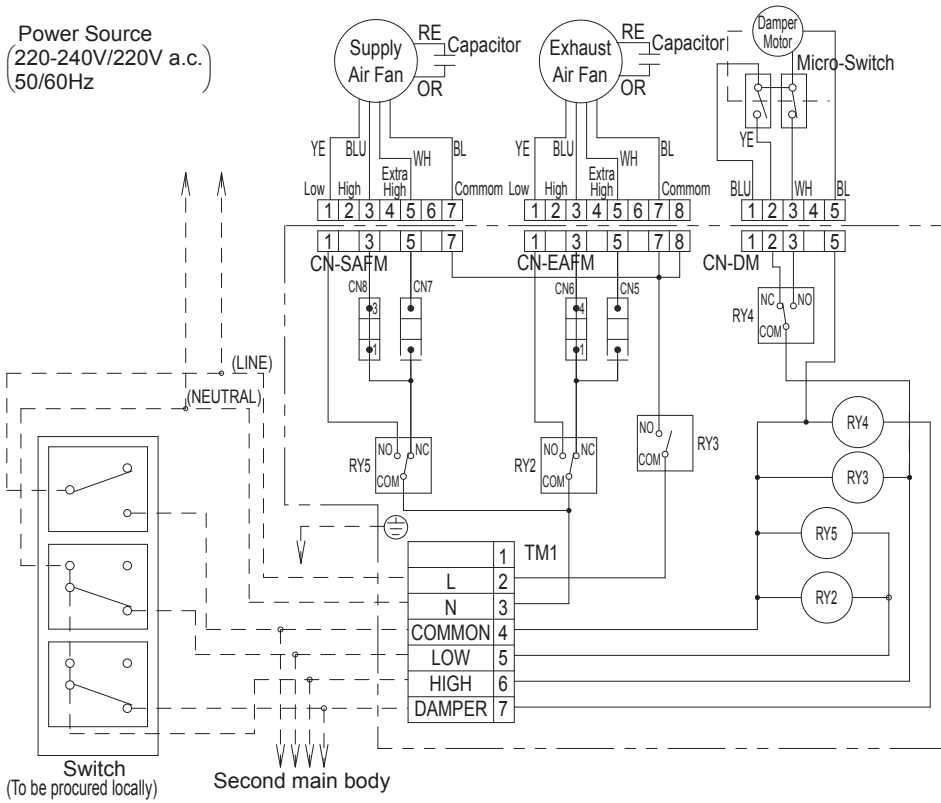 Power Source
(220-240V/220V a.c.
50/60Hz)
Supply
Air Fan
RE
Capacitor
OR
Exhaust
Air Fan
RE
Capacitor
OR
Damper
Motor
Micro-Switch
YE BLU WH BL
YE BLU WH BL
YE
BLU WH BL
Low High Extra High Commom
Low High Extra High Commom
1 2 3 4 5 6 7
1 2 3 4 5 6 7 8
1 2 3 4 5
1 3 5 7
1 3 5 7 8
1 2 3 5
CN-SAFM
CN-EAFM
CN-DM
CN8
CN7
CN6
CN5
3
1
4
1
NC NO
RY4
COM
(LINE)
(NEUTRAL)
RY5
NO NC
COM
RY2
NO NC
COM
NO
COM
RY3
RY4
RY3
RY5
RY2
TM1
1
L 2
N 3
COMMON 4
LOW 5
HIGH 6
DAMPER 7
Switch
(To be procured locally)
Second main body